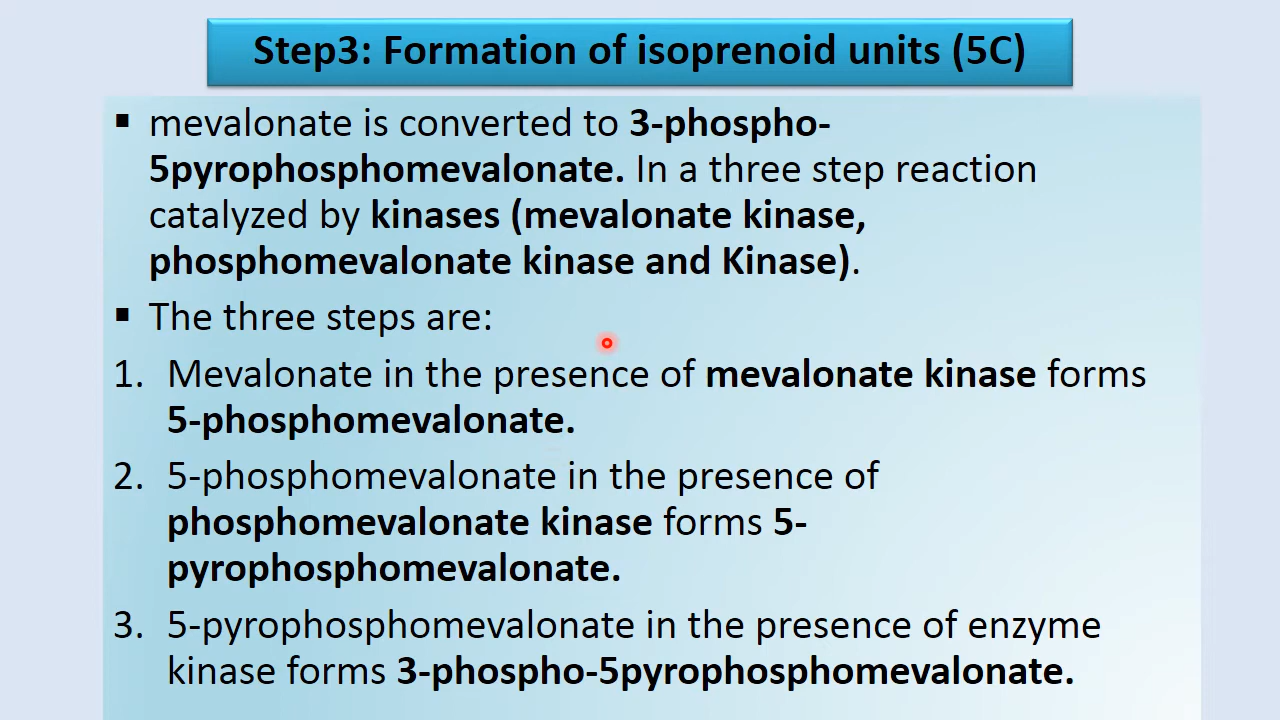 Step3: Formation of isoprenoid units (5C)
▪ mevalonate is converted to 3-phospho-
5pyrophosphomevalonate. In a three step reaction
catalyzed by kinases (mevalonate kinase,
phosphomevalonate kinase and Kinase).
▪ The three steps are:
1. Mevalonate in the presence of mevalonate kinase forms
5-phosphomevalonate.
2. 5-phosphomevalonate in the presence of
phosphomevalonate kinase forms 5-
pyrophosphomevalonate.
3. 5-pyrophosphomevalonate in the presence of enzyme
kinase forms 3-phospho-5pyrophosphomevalonate.